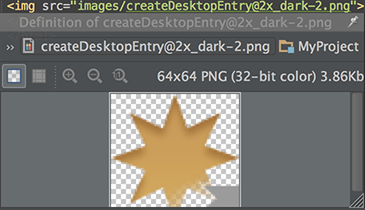 <img src="images/createDesktopEntry@2x_dark-2.png"
Definition of createDesktopEntry@2x_dark-2.png
» createDesktopEntry@2x_dark-2.png MyProject
64x64 PNG (32-bit color) 3.86Kb